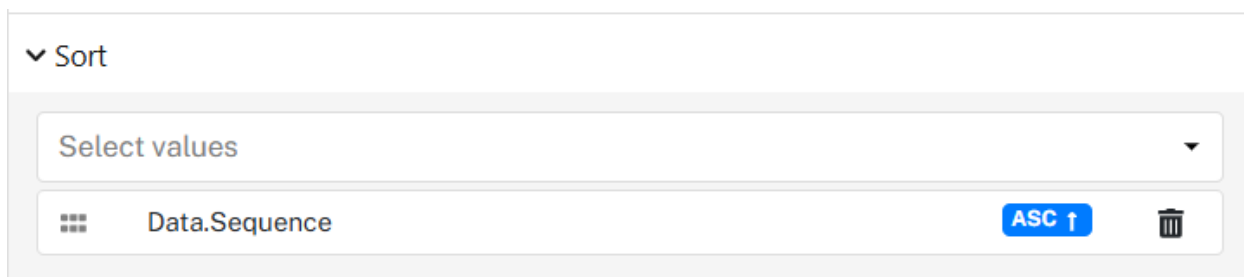 Sort
Select values
Data.Sequence ASC ↑